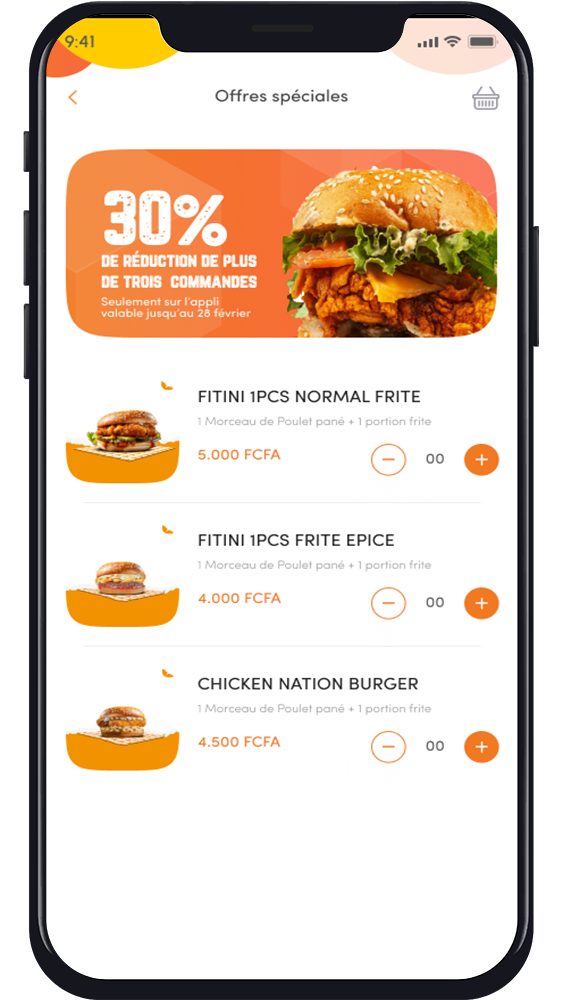 9:41
Offres spéciales
30%
DE RÉDUCTION DE PLUS
DE TROIS COMMANDES
Seulement sur l'appli
valable jusqu'au 28 février
FITINI 1PCS NORMAL FRITE
1 Morceau de Poulet pané + 1 portion frite
5.000 FCFA
00
FITINI 1PCS FRITE EPICE
1 Morceau de Poulet pané + 1 portion frite
4.000 FCFA
00
CHICKEN NATION BURGER
1 Morceau de Poulet pané + 1 portion frite
4.500 FCFA
00